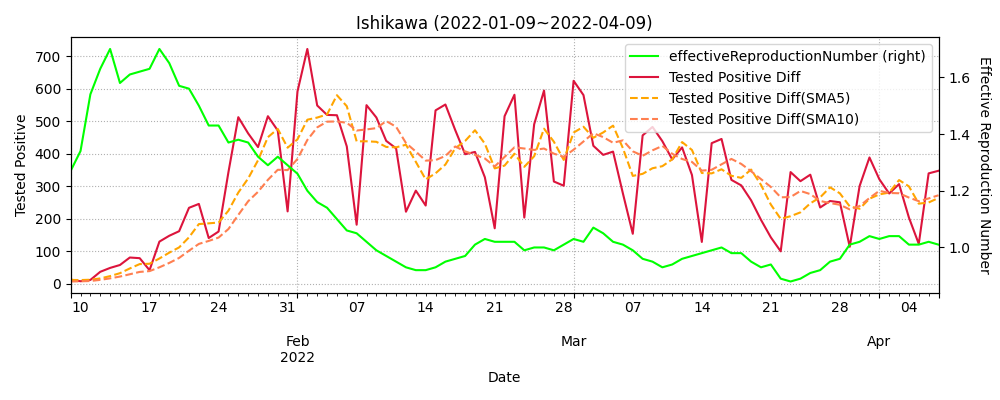 Ishikawa (2022-01-09~2022-04-09)
effectiveReproductionNumber (right)
Tested Positive Diff
Tested Positive Diff(SMA5)
Tested Positive Diff(SMA10)
Tested Positive
700
600
500
400
300
200
100
0
1.6
1.4
1.2
1.0
Effective Reproduction Number
10 17 24 31 07 14 21 28 07 14 21 28 04
Feb Mar Apr
2022
Date